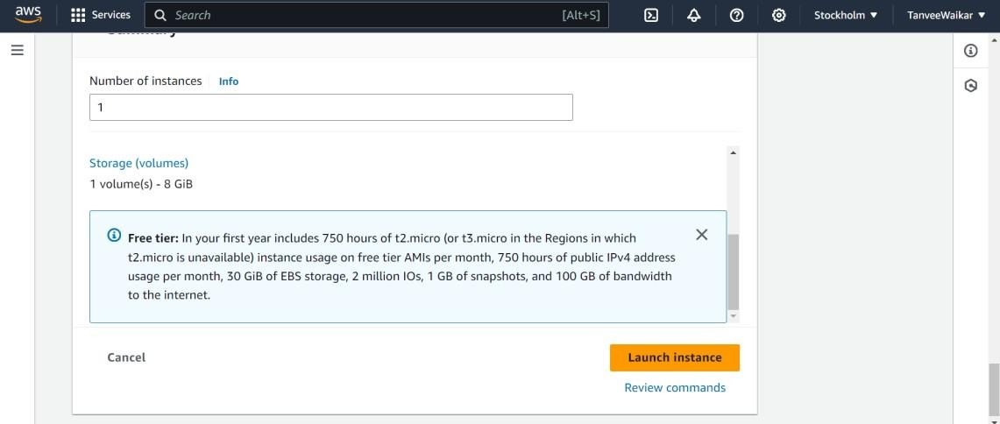 aws Services Search [Alt+S] Stockholm TanveeWaikar
Number of instances Info
1
Storage (volumes)
1 volume(s) - 8 GiB
Free tier: In your first year includes 750 hours of t2.micro (or t3.micro in the Regions in which
t2.micro is unavailable) instance usage on free tier AMIs per month, 750 hours of public IPv4 address
usage per month, 30 GiB of EBS storage, 2 million IOs, 1 GB of snapshots, and 100 GB of bandwidth
to the internet.
Cancel Launch instance
Review commands